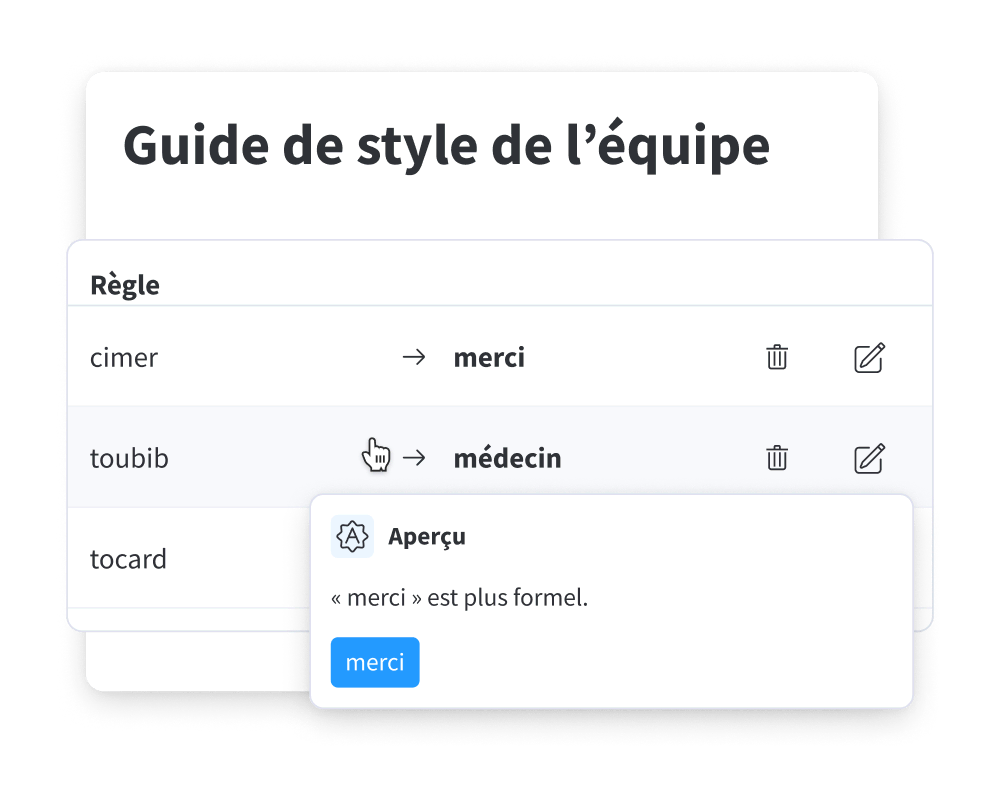 Guide de style de l’équipe
Règle
cimer → merci
toubib → médecin
tocard
Aperçu
« merci » est plus formel.
merci